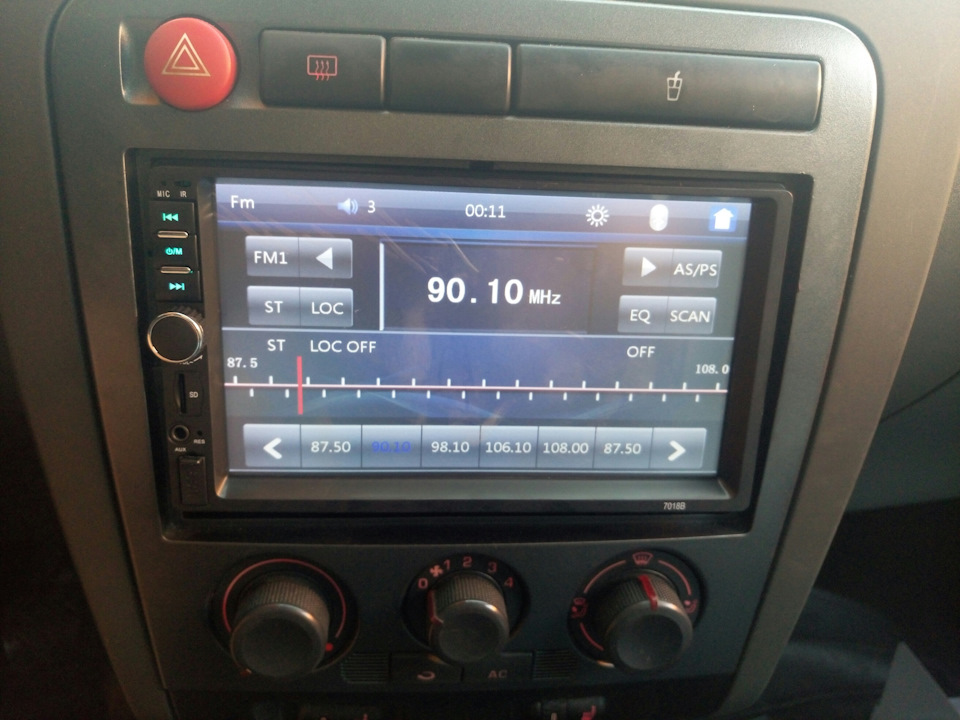 MIC IR
Fm 3 00:11
/M
FM1 AS/PS
90.10 MHz
ST LOC EQ SCAN
ST LOC OFF OFF
87.5 108.0
SD
87.50 90.10 98.10 106.10 108.00 87.50
RES
AUX
7018B
0 1 2 3 4
AC